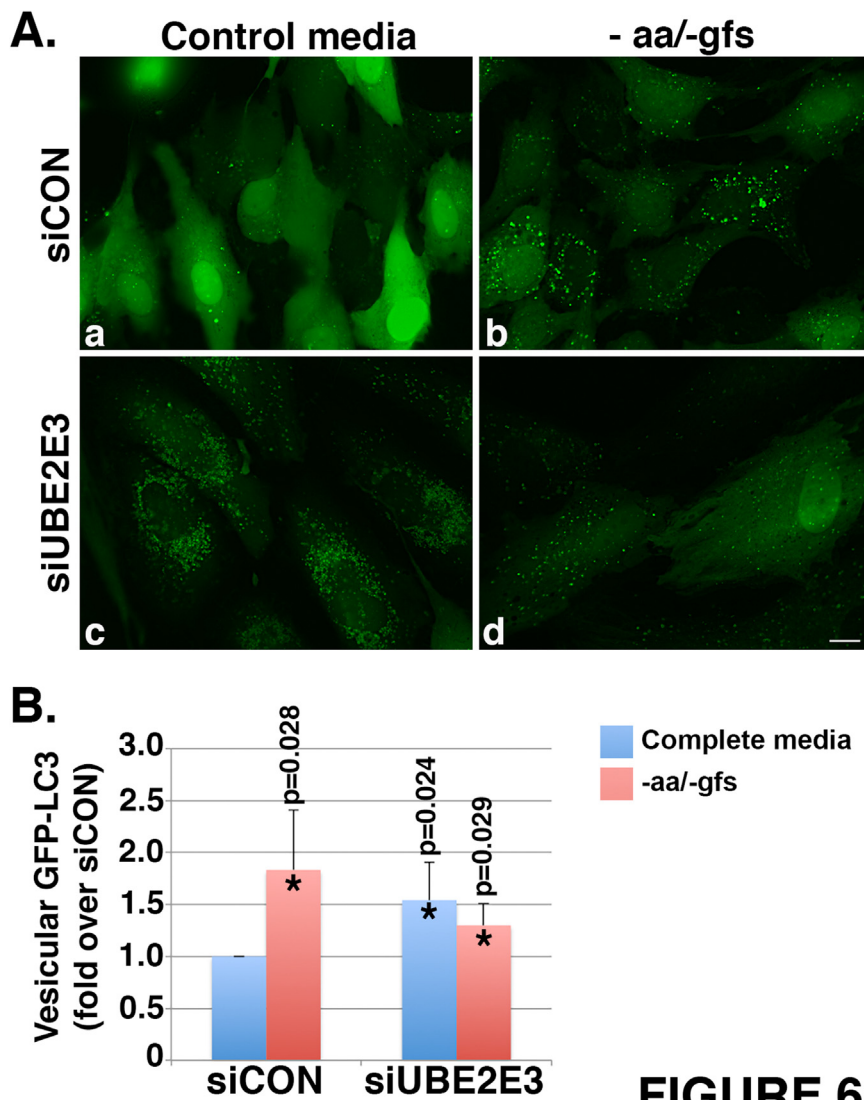 A.
Control media
- aa/-gfs
siCON
a
b
siUBE2E3
c
d
B.
Vesicular GFP-LC3
(fold over siCON)
3.0
2.5
2.0
1.5
1.0
0.5
0
p=0.028
*
p=0.024
*
p=0.029
*
siCON
siUBE2E3
Complete media
-aa/-gfs
FIGURE 6